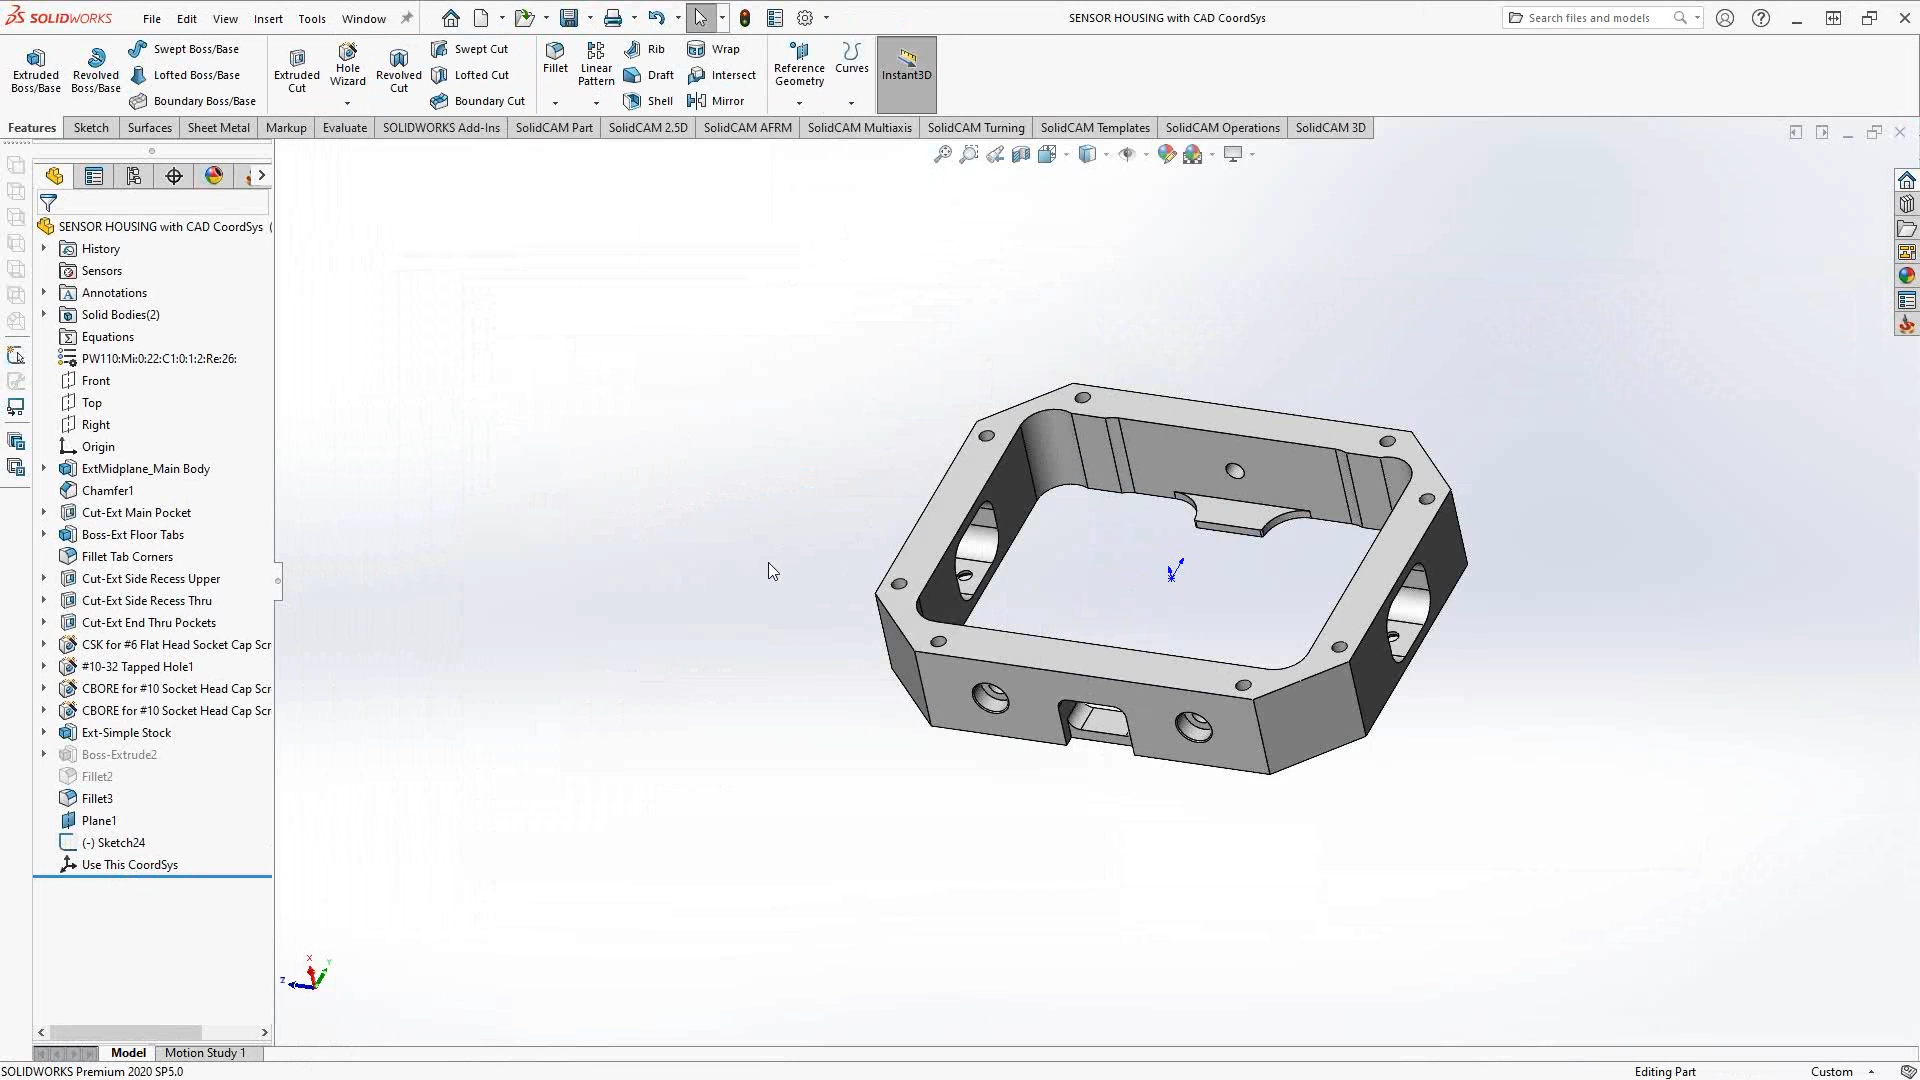 SOLIDWORKS File Edit View Insert Tools Window SENSOR HOUSING with CAD CoordSys Search files and models
Extruded Boss/Base
Revolved Boss/Base
Swept Boss/Base
Lofted Boss/Base
Boundary Boss/Base
Extruded Cut
Hole Wizard
Revolved Cut
Swept Cut
Lofted Cut
Boundary Cut
Fillet
Linear Pattern
Rib
Draft
Shell
Wrap
Intersect
Mirror
Reference Geometry
Curves
Instant3D
Features Sketch Surfaces Sheet Metal Markup Evaluate SOLIDWORKS Add-Ins SolidCAM Part SolidCAM 2.5D SolidCAM AFRM SolidCAM Multiaxis SolidCAM Turning SolidCAM Templates SolidCAM Operations SolidCAM 3D
SENSOR HOUSING with CAD CoordSys (
History
Sensors
Annotations
Solid Bodies(2)
Equations
PW110:Mi:0:22:C1:0:1:2:Re:26:
Front
Top
Right
Origin
ExtMidplane_Main Body
Chamfer1
Cut-Ext Main Pocket
Boss-Ext Floor Tabs
Fillet Tab Corners
Cut-Ext Side Recess Upper
Cut-Ext Side Recess Thru
Cut-Ext End Thru Pockets
CSK for #6 Flat Head Socket Cap Scr
#10-32 Tapped Hole1
CBORE for #10 Socket Head Cap Scr
CBORE for #10 Socket Head Cap Scr
Ext-Simple Stock
Boss-Extrude2
Fillet2
Fillet3
Plane1
(-) Sketch24
Use This CoordSys
X
Y
Z
Model Motion Study 1
SOLIDWORKS Premium 2020 SP5.0 Editing Part Custom